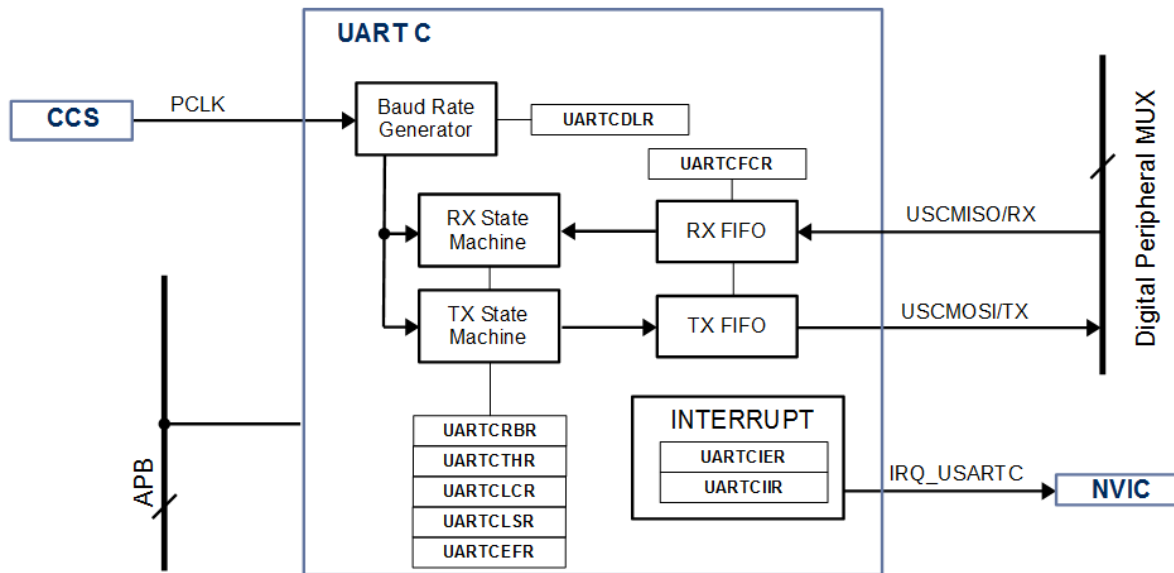 UART C
CCS
PCLK
Baud Rate
Generator
UARTCDLR
UARTCFCR
RX State
Machine
RX FIFO
USCMISO/RX
TX State
Machine
TX FIFO
USCMOSI/TX
Digital Peripheral MUX
APB
UARTCRBR
UARTCTHR
UARTCLCR
UARTCLSR
UARTCEFR
INTERRUPT
UARTCIER
UARTCIIR
IRQ_USARTC
NVIC